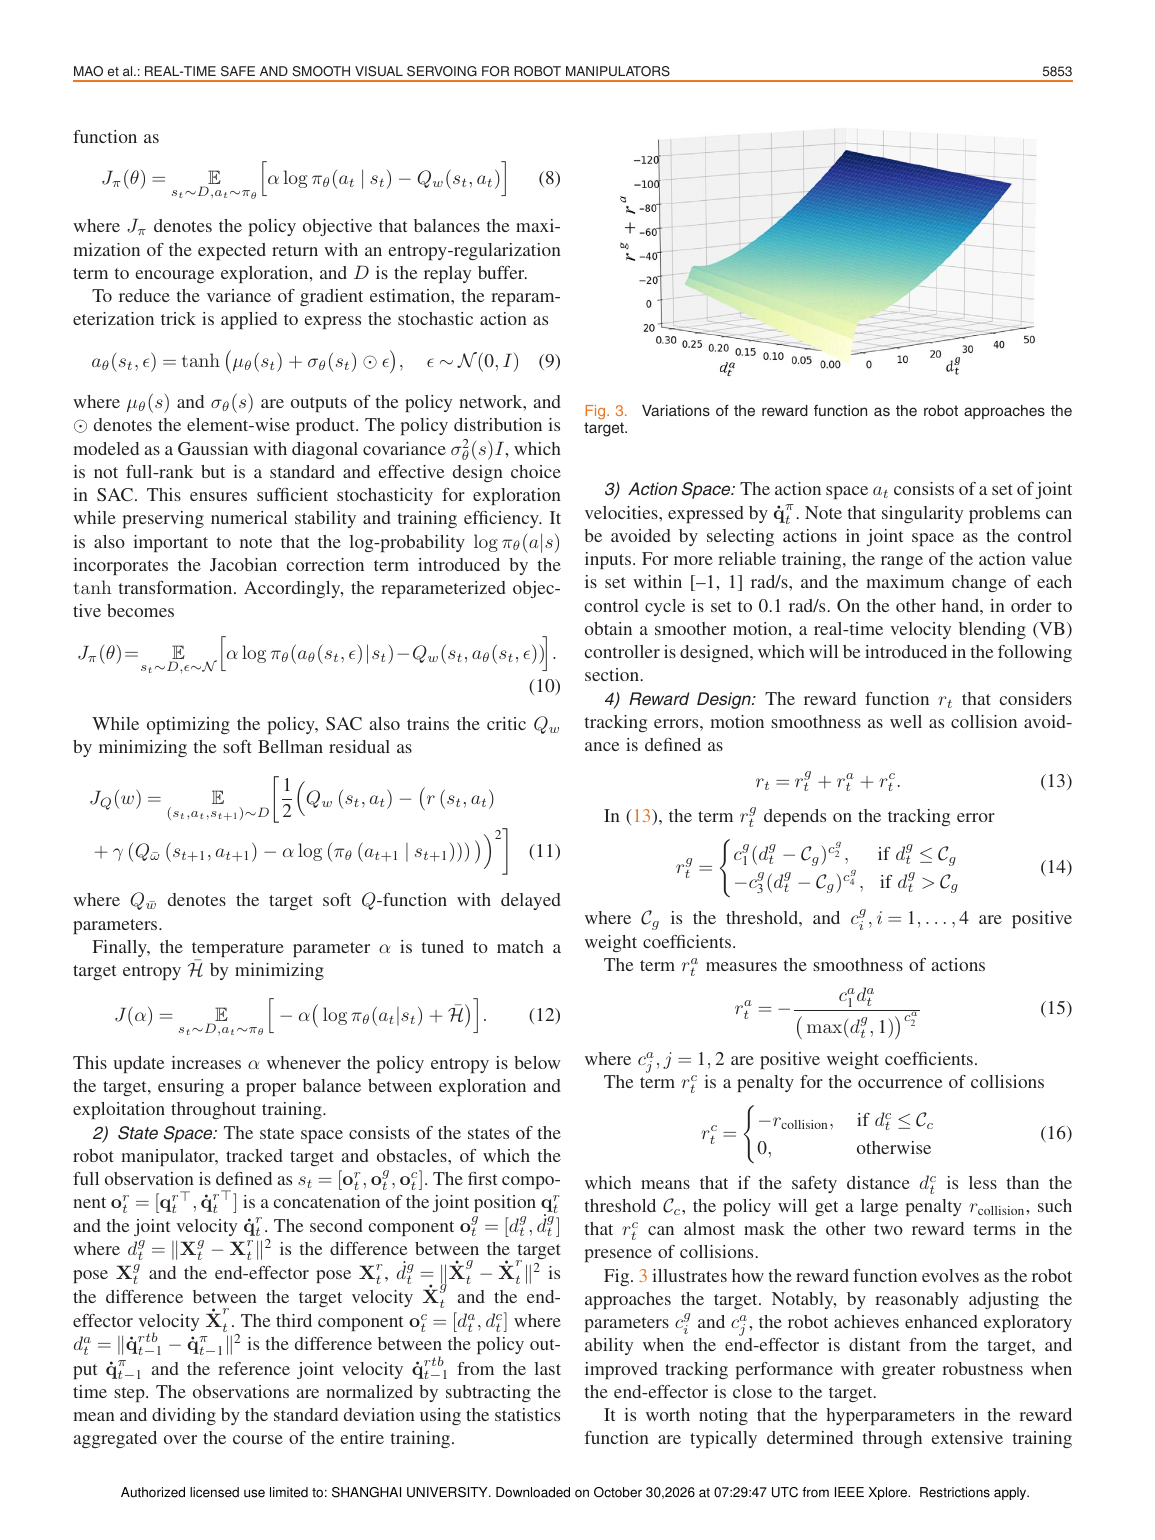 MAO et al.: REAL-TIME SAFE AND SMOOTH VISUAL SERVOING FOR ROBOT MANIPULATORS 5853
function as
J_π(θ) = 𝔼_{s_t∼D,a_t∼π_θ} [α log π_θ(a_t | s_t) − Q_w(s_t, a_t)] (8)
where J_π denotes the policy objective that balances the maxi-
mization of the expected return with an entropy-regularization
term to encourage exploration, and D is the replay buffer.
To reduce the variance of gradient estimation, the reparam-
eterization trick is applied to express the stochastic action as
a_θ(s_t, ϵ) = tanh (μ_θ(s_t) + σ_θ(s_t) ⊙ ϵ), ϵ ∼ 𝒩(0, I) (9)
where μ_θ(s) and σ_θ(s) are outputs of the policy network, and
⊙ denotes the element-wise product. The policy distribution is
modeled as a Gaussian with diagonal covariance σ_θ^2(s)I, which
is not full-rank but is a standard and effective design choice
in SAC. This ensures sufficient stochasticity for exploration
while preserving numerical stability and training efficiency. It
is also important to note that the log-probability log π_θ(a|s)
incorporates the Jacobian correction term introduced by the
tanh transformation. Accordingly, the reparameterized objec-
tive becomes
J_π(θ) = 𝔼_{s_t∼D,ϵ∼𝒩} [α log π_θ(a_θ(s_t, ϵ)|s_t) − Q_w(s_t, a_θ(s_t, ϵ))].
(10)
While optimizing the policy, SAC also trains the critic Q_w
by minimizing the soft Bellman residual as
J_Q(w) = 𝔼_{(s_t,a_t,s_{t+1})∼D} [1/2 (Q_w (s_t, a_t) − (r (s_t, a_t)
+ γ (Q_ω̄ (s_{t+1}, a_{t+1}) − α log (π_θ (a_{t+1} | s_{t+1})))))^2] (11)
where Q_w̄ denotes the target soft Q-function with delayed
parameters.
Finally, the temperature parameter α is tuned to match a
target entropy ℋ̄ by minimizing
J(α) = 𝔼_{s_t∼D,a_t∼π_θ} [ − α( log π_θ(a_t|s_t) + ℋ̄)]. (12)
This update increases α whenever the policy entropy is below
the target, ensuring a proper balance between exploration and
exploitation throughout training.
2) State Space: The state space consists of the states of the
robot manipulator, tracked target and obstacles, of which the
full observation is defined as s_t = [o_t^r, o_t^g, o_t^c]. The first compo-
nent o_t^r = [q_t^{r⊤}, q̇_t^{r⊤}] is a concatenation of the joint position q_t^r
and the joint velocity q̇_t^r. The second component o_t^g = [d_t^g, ḋ_t^g]
where d_t^g = ‖X_t^g − X_t^r‖^2 is the difference between the target
pose X_t^g and the end-effector pose X_t^r, ḋ_t^g = ‖Ẋ_t^g − Ẋ_t^r‖^2 is
the difference between the target velocity Ẋ_t^g and the end-
effector velocity Ẋ_t^r. The third component o_t^c = [d_t^a, d_t^c] where
d_t^a = ‖q̇_{t−1}^{rtb} − q̇_{t−1}^π‖^2 is the difference between the policy out-
put q̇_{t−1}^π and the reference joint velocity q̇_{t−1}^{rtb} from the last
time step. The observations are normalized by subtracting the
mean and dividing by the standard deviation using the statistics
aggregated over the course of the entire training.
−120
−100
−80
−60
−40
−20
0
20
r^g + r^a
0.30 0.25 0.20 0.15 0.10 0.05 0.00
d_t^a
0 10 20 30 40 50
d_t^g
Fig. 3. Variations of the reward function as the robot approaches the
target.
3) Action Space: The action space a_t consists of a set of joint
velocities, expressed by q̇_t^π. Note that singularity problems can
be avoided by selecting actions in joint space as the control
inputs. For more reliable training, the range of the action value
is set within [–1, 1] rad/s, and the maximum change of each
control cycle is set to 0.1 rad/s. On the other hand, in order to
obtain a smoother motion, a real-time velocity blending (VB)
controller is designed, which will be introduced in the following
section.
4) Reward Design: The reward function r_t that considers
tracking errors, motion smoothness as well as collision avoid-
ance is defined as
r_t = r_t^g + r_t^a + r_t^c. (13)
In (13), the term r_t^g depends on the tracking error
r_t^g = { c_1^g(d_t^g − 𝒞_g)^{c_2^g}, if d_t^g ≤ 𝒞_g
−c_3^g(d_t^g − 𝒞_g)^{c_4^g}, if d_t^g > 𝒞_g (14)
where 𝒞_g is the threshold, and c_i^g, i = 1, . . . , 4 are positive
weight coefficients.
The term r_t^a measures the smoothness of actions
r_t^a = − c_1^a d_t^a / (max(d_t^g, 1))^{c_2^a} (15)
where c_j^a, j = 1, 2 are positive weight coefficients.
The term r_t^c is a penalty for the occurrence of collisions
r_t^c = { −r_collision, if d_t^c ≤ 𝒞_c
0, otherwise (16)
which means that if the safety distance d_t^c is less than the
threshold 𝒞_c, the policy will get a large penalty r_collision, such
that r_t^c can almost mask the other two reward terms in the
presence of collisions.
Fig. 3 illustrates how the reward function evolves as the robot
approaches the target. Notably, by reasonably adjusting the
parameters c_i^g and c_j^a, the robot achieves enhanced exploratory
ability when the end-effector is distant from the target, and
improved tracking performance with greater robustness when
the end-effector is close to the target.
It is worth noting that the hyperparameters in the reward
function are typically determined through extensive training
Authorized licensed use limited to: SHANGHAI UNIVERSITY. Downloaded on October 30,2026 at 07:29:47 UTC from IEEE Xplore. Restrictions apply.